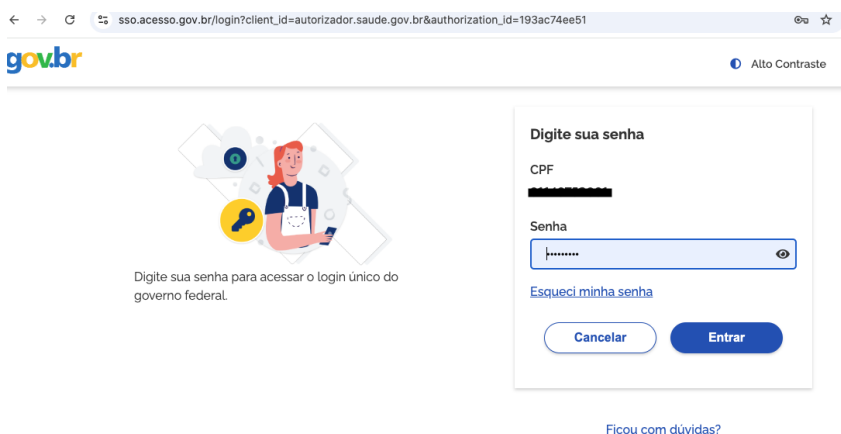 sso.acesso.gov.br/login?client_id=autorizador.saude.gov.br&authorization_id=193ac74ee51
gov.br
Alto Contraste
Digite sua senha
CPF
Senha
Digite sua senha para acessar o login único do
governo federal.
Esqueci minha senha
Cancelar
Entrar
Ficou com dúvidas?